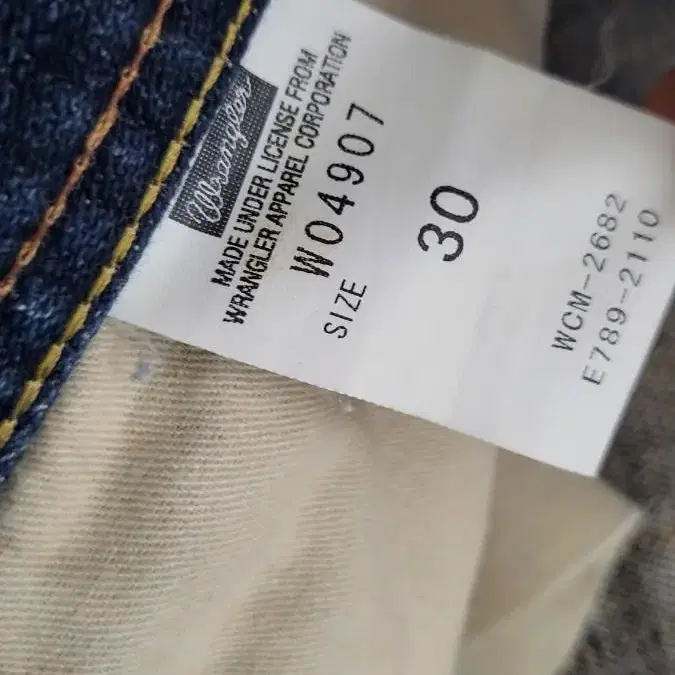 Wrangler
MADE UNDER LICENSE FROM
WRANGLER APPAREL CORPORATION
W04907
SIZE
30
WCM-2682
E789-2110